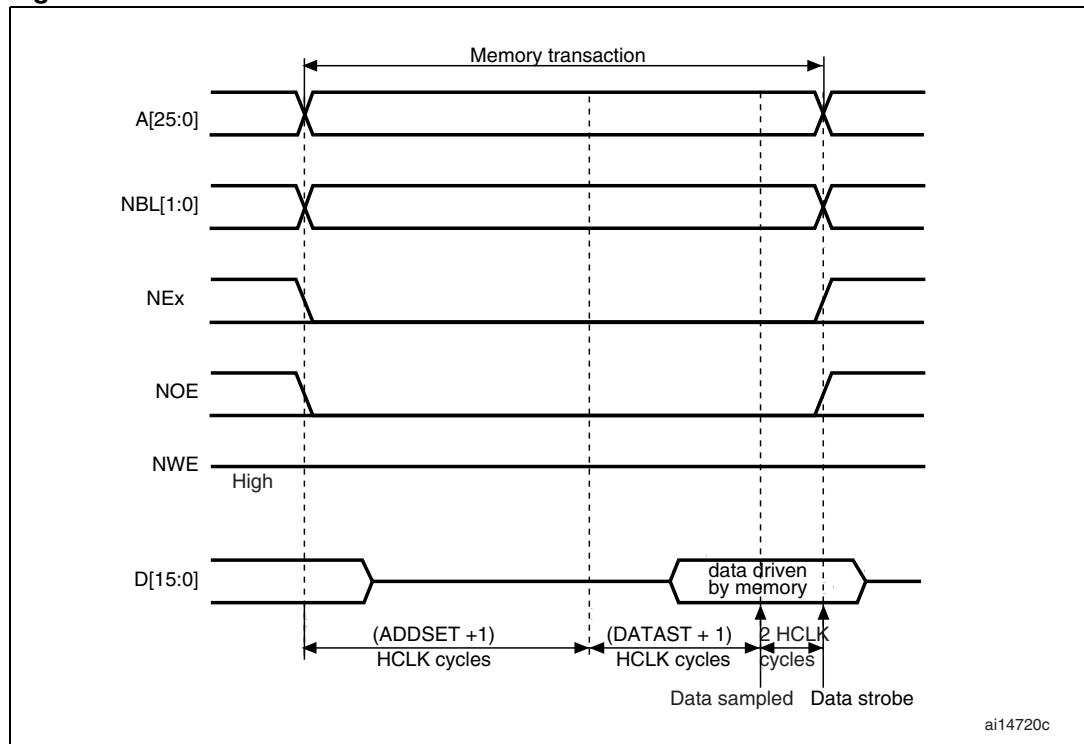 Memory transaction
A[25:0]
NBL[1:0]
NEx
NOE
NWE
High
D[15:0]
data driven
by memory
(ADDSET +1)
HCLK cycles
(DATAST + 1)
HCLK cycles
2 HCLK
cycles
Data sampled
Data strobe
ai14720c